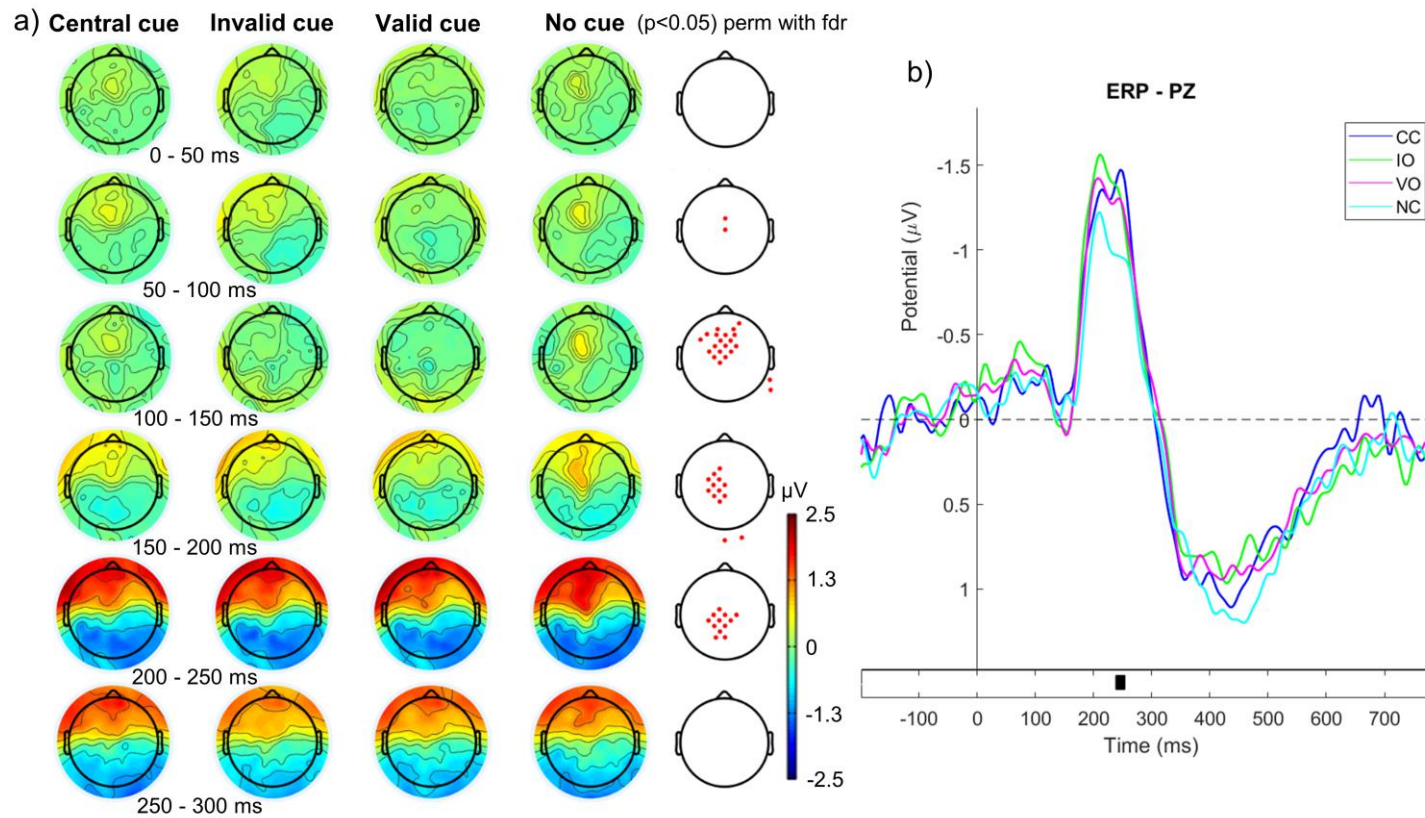 a) Central cue Invalid cue Valid cue No cue (p<0.05) perm with fdr
0 - 50 ms
50 - 100 ms
100 - 150 ms
150 - 200 ms
200 - 250 ms
250 - 300 ms
µV
2.5
1.3
0
-1.3
-2.5
b)
ERP - PZ
CC
IO
VO
NC
Potential (µV)
-1.5
-1
-0.5
0
0.5
1
-100 0 100 200 300 400 500 600 700
Time (ms)